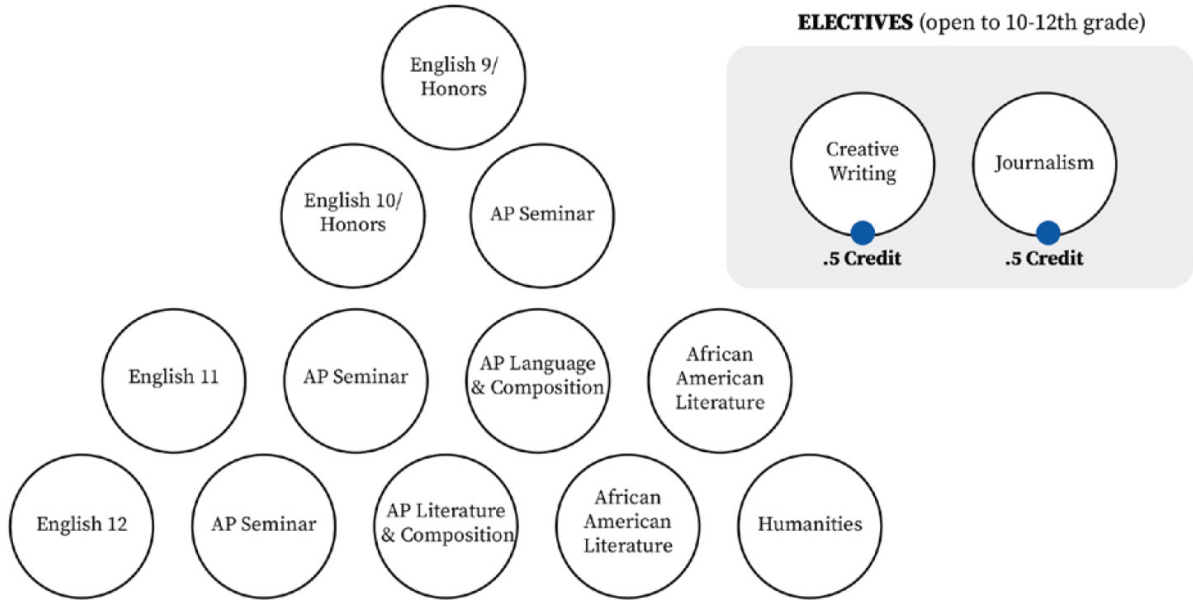 ELECTIVES (open to 10-12th grade)
English 9/
Honors
Creative
Writing
Journalism
.5 Credit
.5 Credit
English 10/
Honors
AP Seminar
English 11
AP Seminar
AP Language
& Composition
African
American
Literature
English 12
AP Seminar
AP Literature
& Composition
African
American
Literature
Humanities